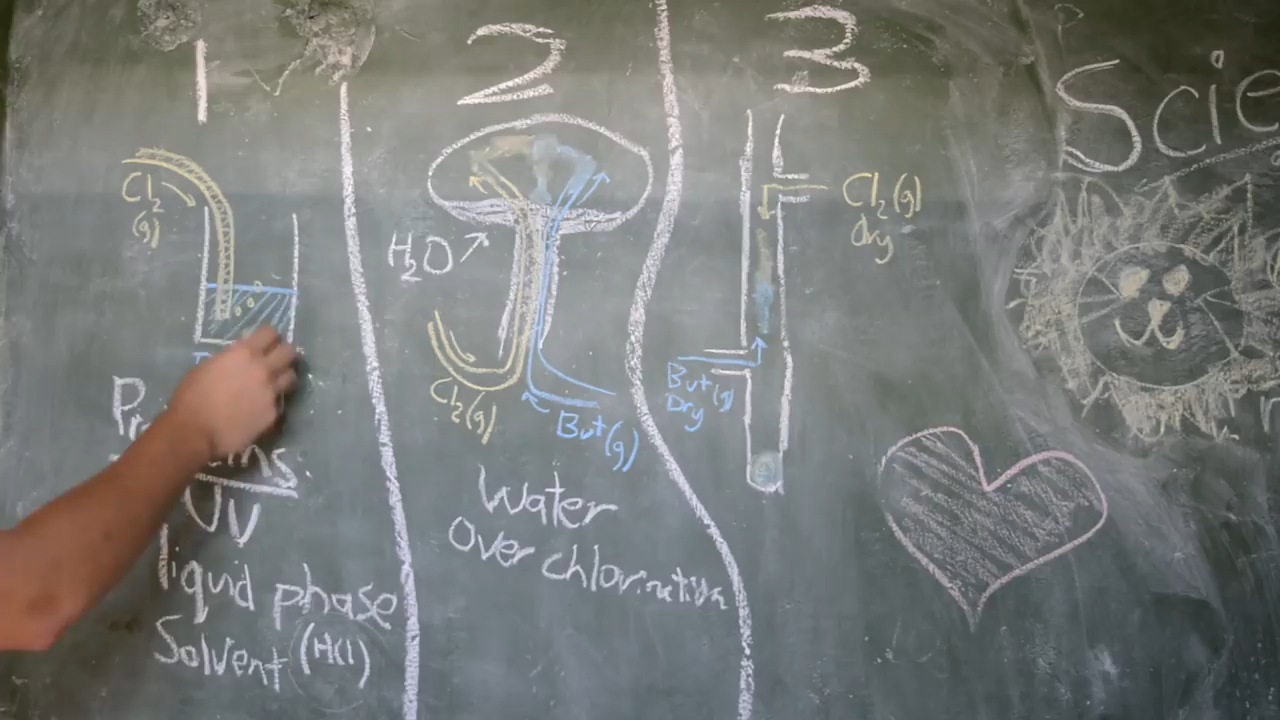 1
Cl₂
(g)
UV
liquid phase
Solvent (HCl)
2
H₂O
Cl₂(g)
But(g)
Water
Over chlorination
3
Cl₂(g)
dry
But(g)
Dry